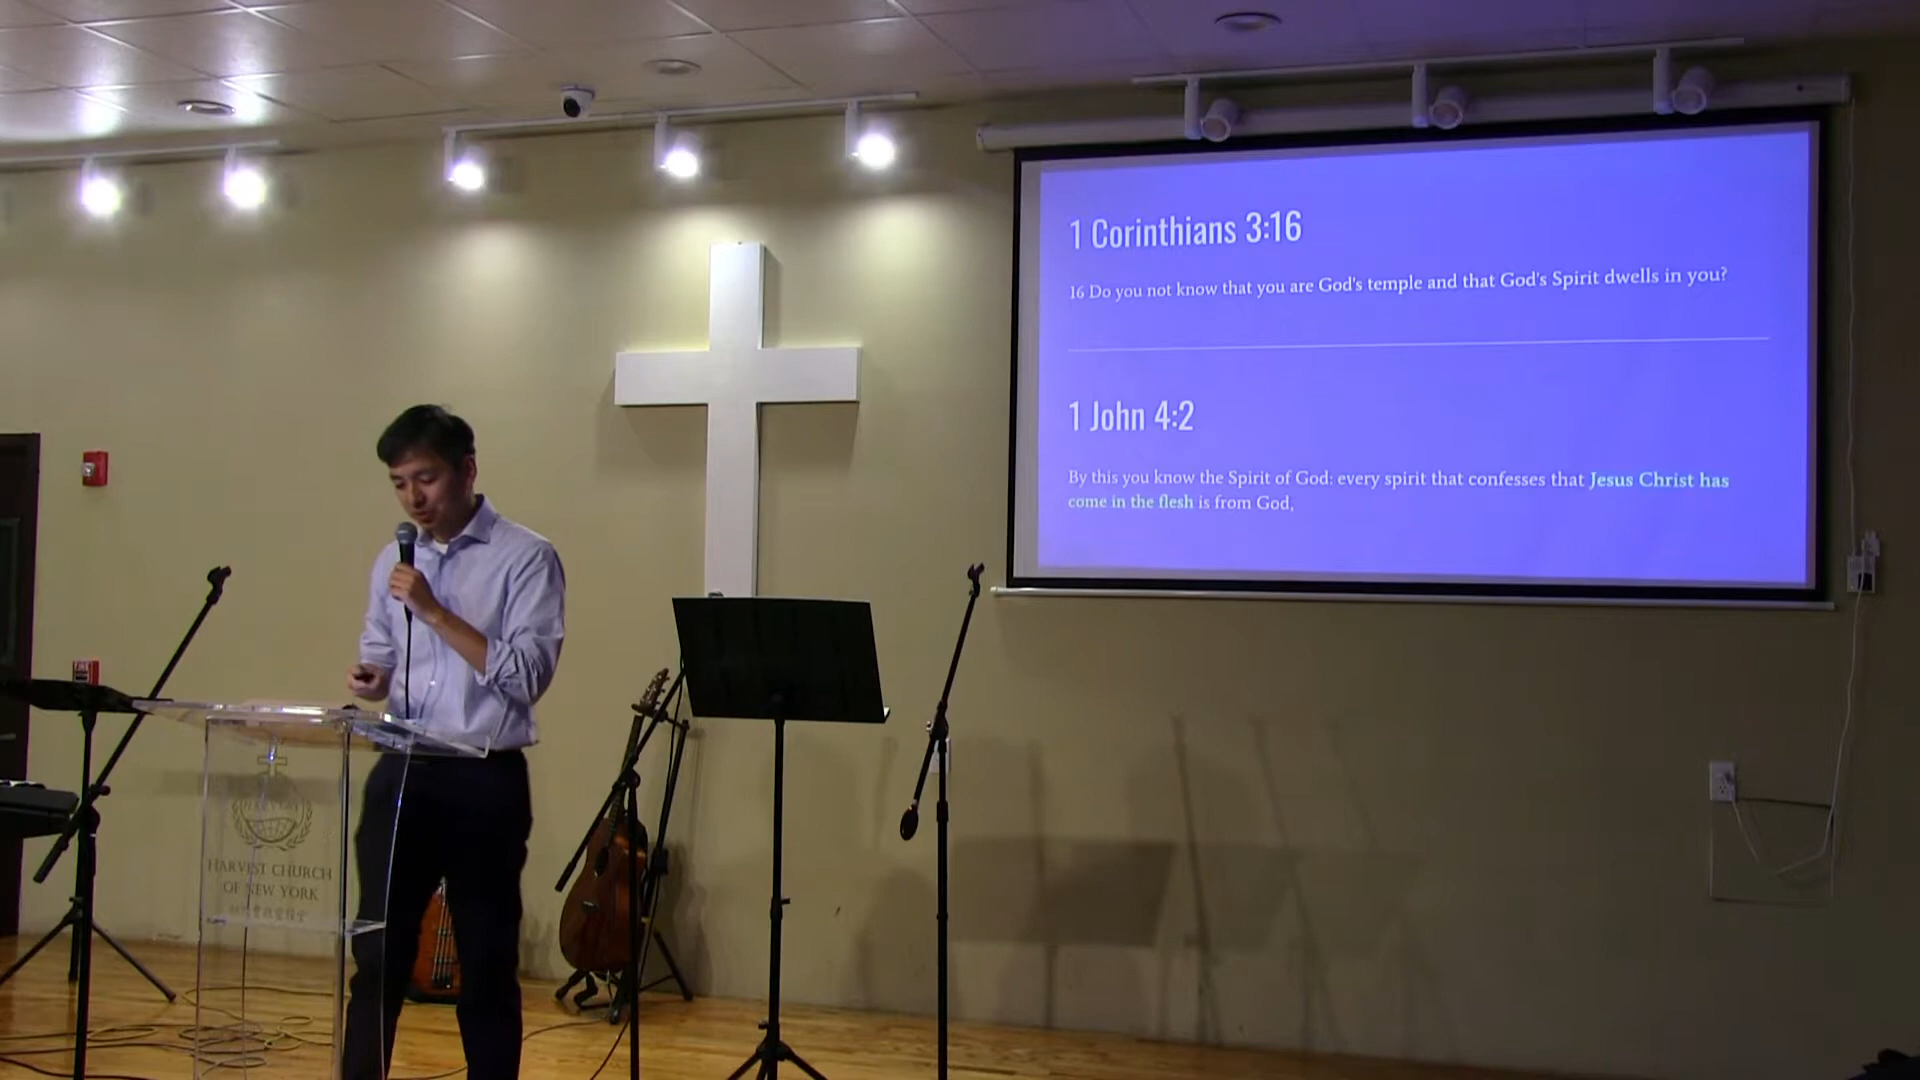 1 Corinthians 3:16
16 Do you not know that you are God's temple and that God's Spirit dwells in you?
1 John 4:2
By this you know the Spirit of God: every spirit that confesses that Jesus Christ has
come in the flesh is from God,
HARVEST CHURCH
OF NEW YORK